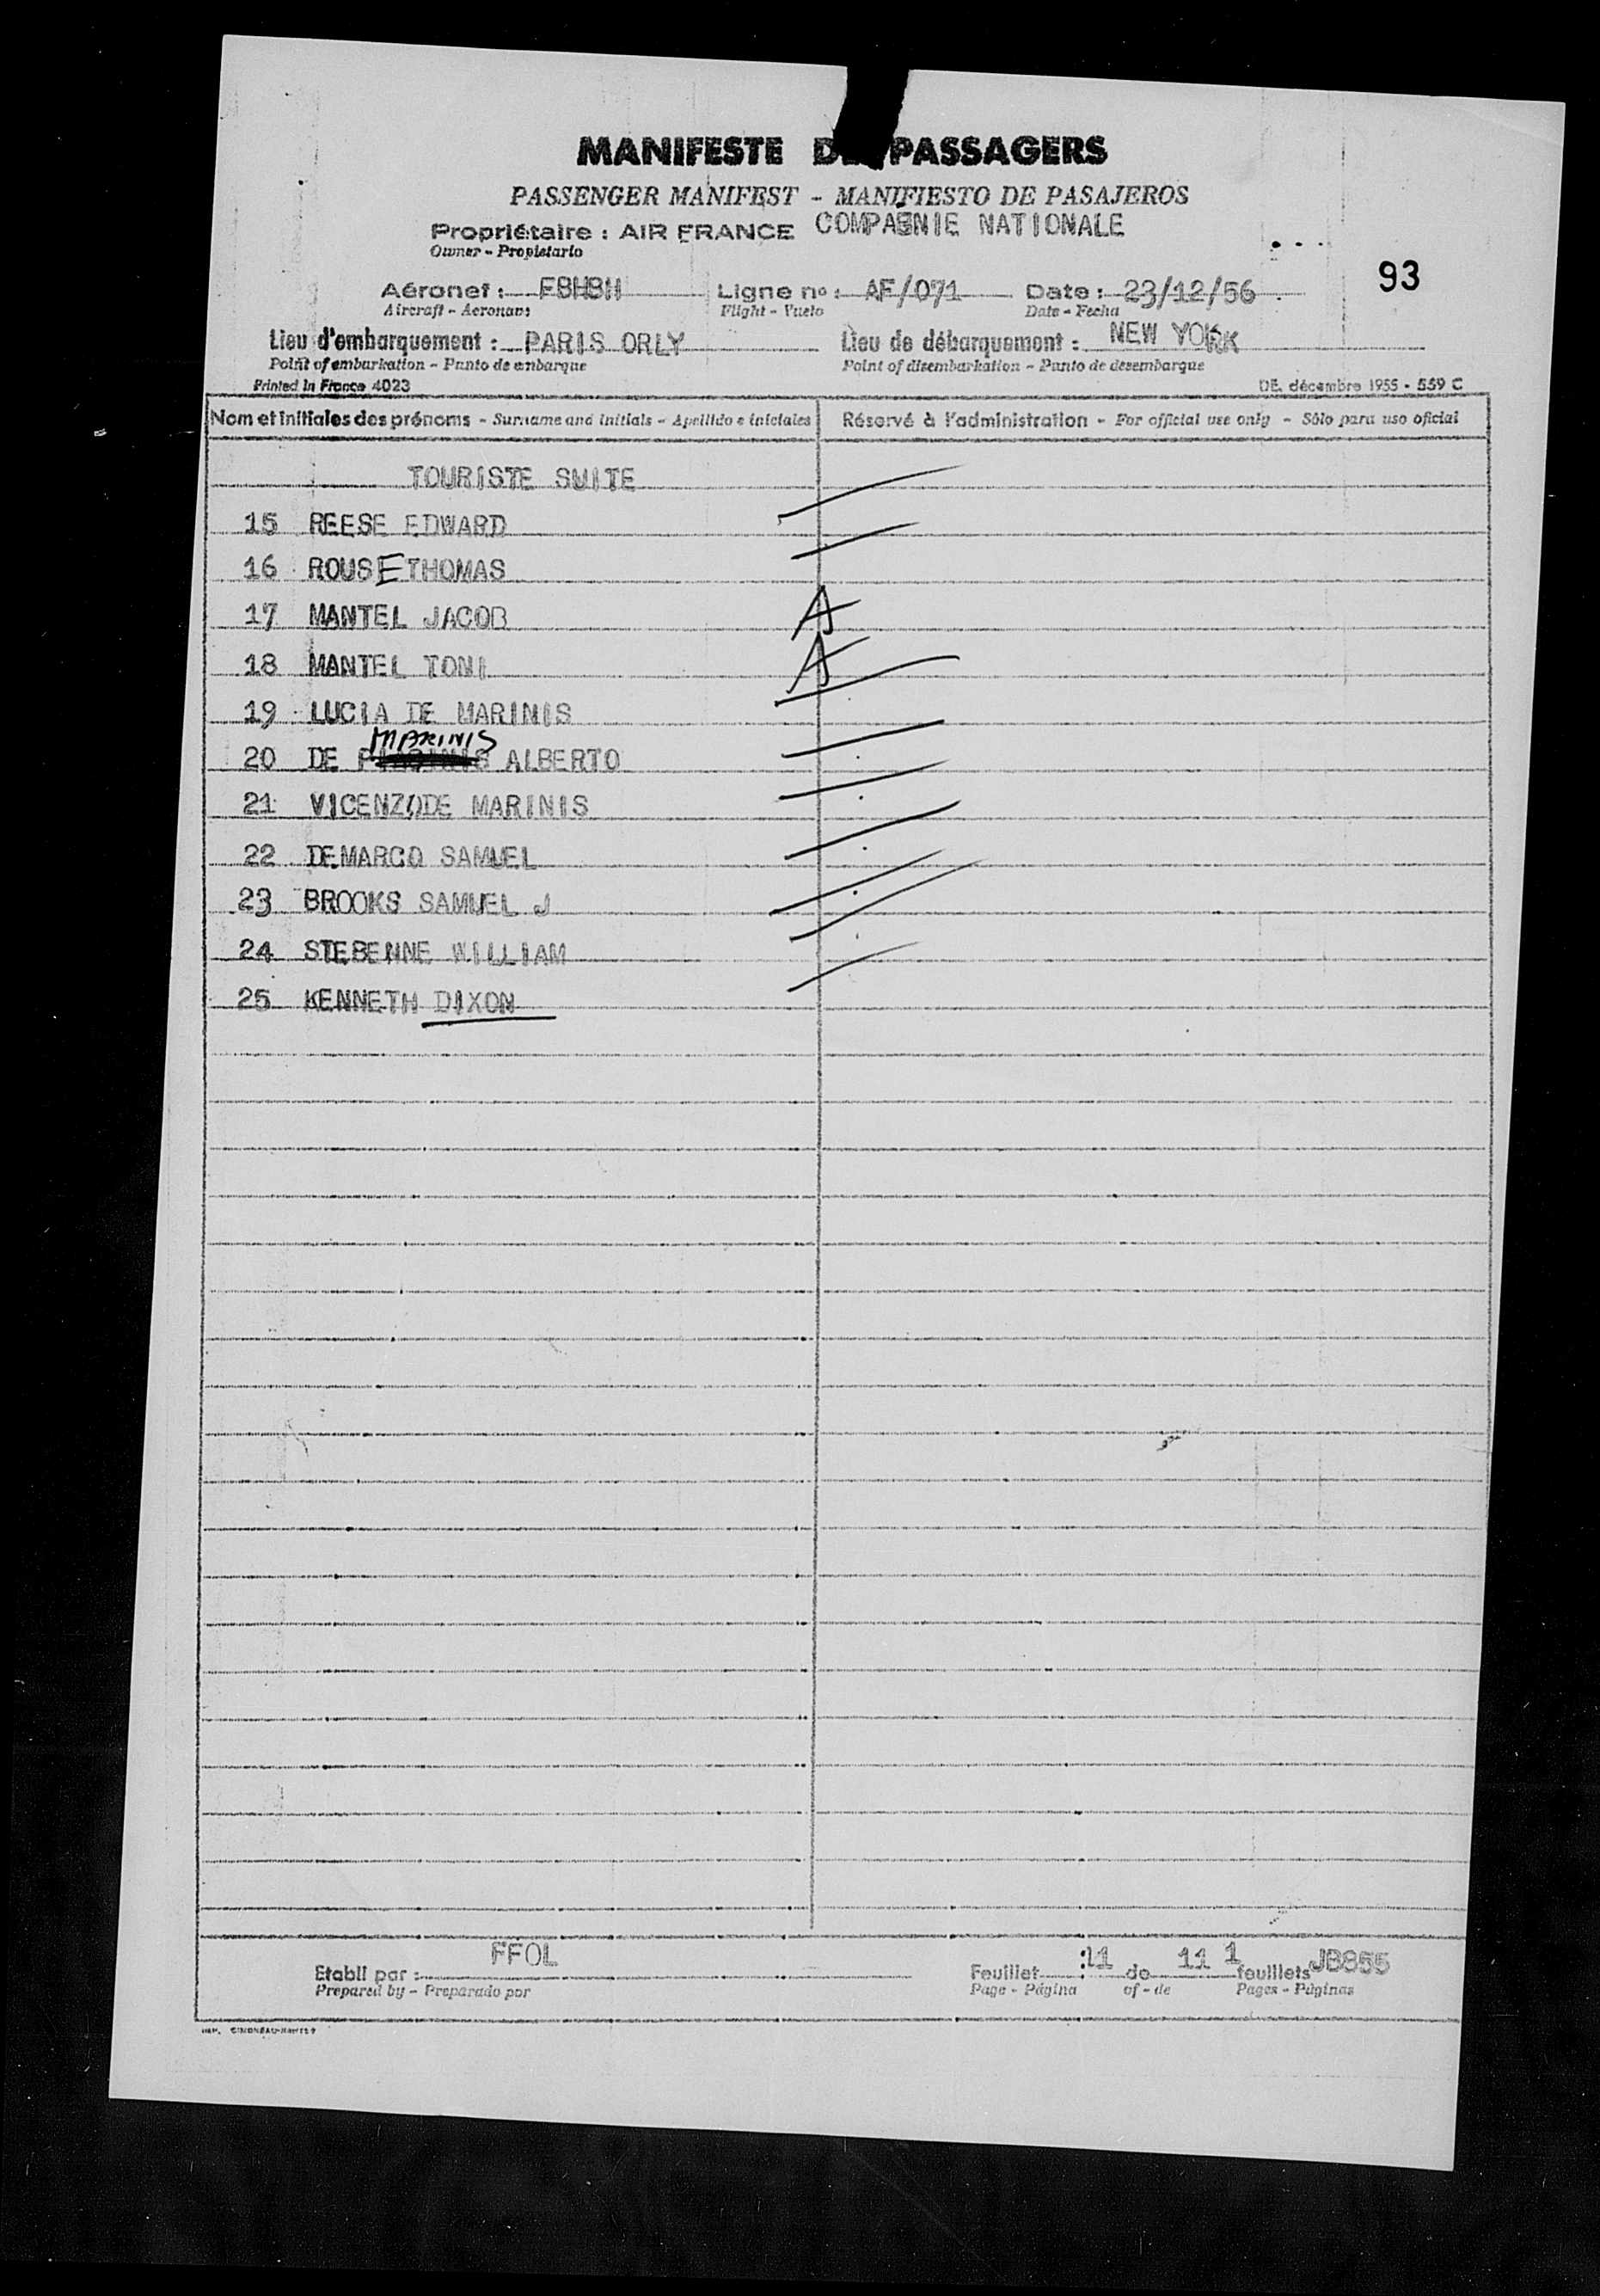 MANIFESTE D PASSAGERS
PASSENGER MANIFEST - MANIFIESTO DE PASAJEROS
Propriétaire : AIR FRANCE COMPAGNIE NATIONALE
Owner - Propietario
93
Aéronef : FBHBH Ligne no : AF/071 Date : 23/12/56
Aircraft - Aeronave Flight - Vuelo Date - Fecha
Lieu d'embarquement : PARIS ORLY Lieu de débarquement : NEW YORK
Point of embarkation - Punto de embarque Point of disembarkation - Punto de desembarque
Printed in France 4023 DE. décembre 1955 - 559 C
Nom et initiales des prénoms - Surname and initials - Apellido e iniciales Réservé à l'administration - For official use only - Sólo para uso oficial
TOURISTE SUITE
15 REESE EDWARD
16 ROUSE THOMAS
17 MANTEL JACOB A
18 MANTEL TONI A
19 LUCIA DE MARINIS
MARINIS
20 DE ALBERTO
21 VICENZODE MARINIS
22 DEMARCO SAMUEL
23 BROOKS SAMUEL J
24 STEBENNE WILLIAM
25 KENNETH DIXON
Etabli par : FFOL Feuillet 11 de 11 1 feuillets JB855
Prepared by - Preparado por Page - Página of - de Pages - Páginas